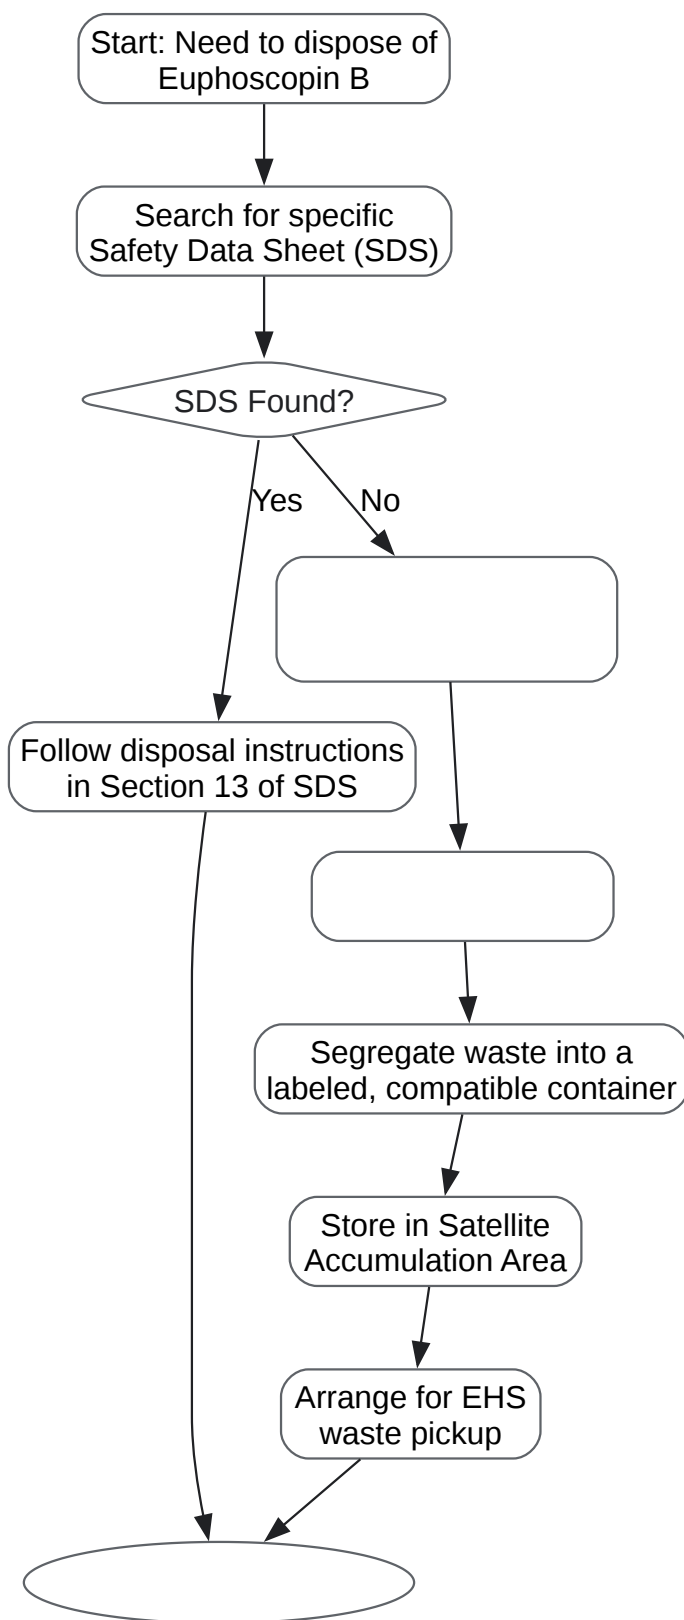 Start: Need to dispose of
Euphoscopin B
Search for specific
Safety Data Sheet (SDS)
SDS Found?
Yes
No
Follow disposal instructions
in Section 13 of SDS
Segregate waste into a
labeled, compatible container
Store in Satellite
Accumulation Area
Arrange for EHS
waste pickup